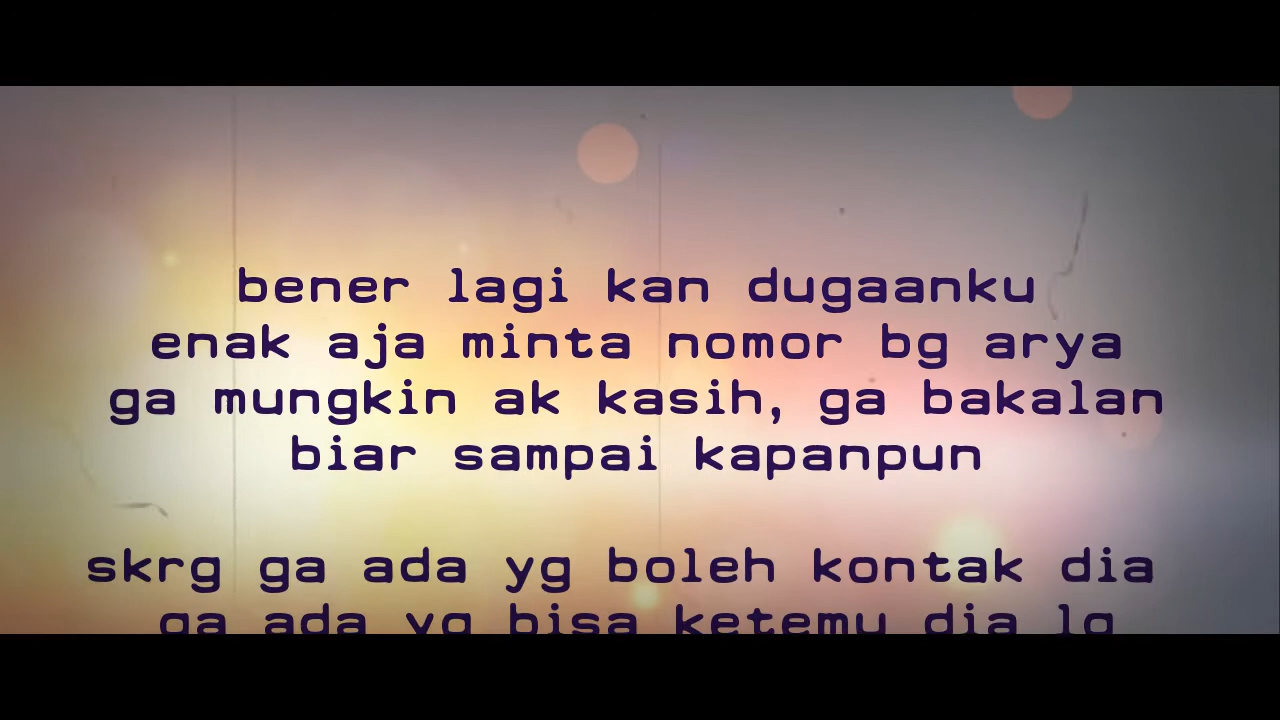 bener lagi kan dugaanku
enak aja minta nomor bg arya
ga mungkin ak kasih, ga bakalan
biar sampai kapanpun
skrg ga ada yg boleh kontak dia
ga ada yg bisa ketemu dia lg